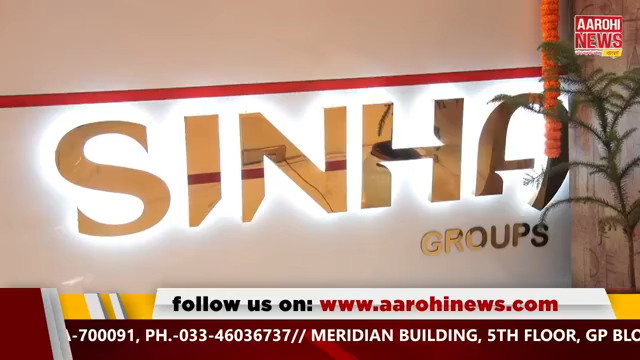 AAROHI
NEWS
SINHA
GROUPS
follow us on: www.aarohinews.com
A-700091, PH.-033-46036737// MERIDIAN BUILDING, 5TH FLOOR, GP BLO